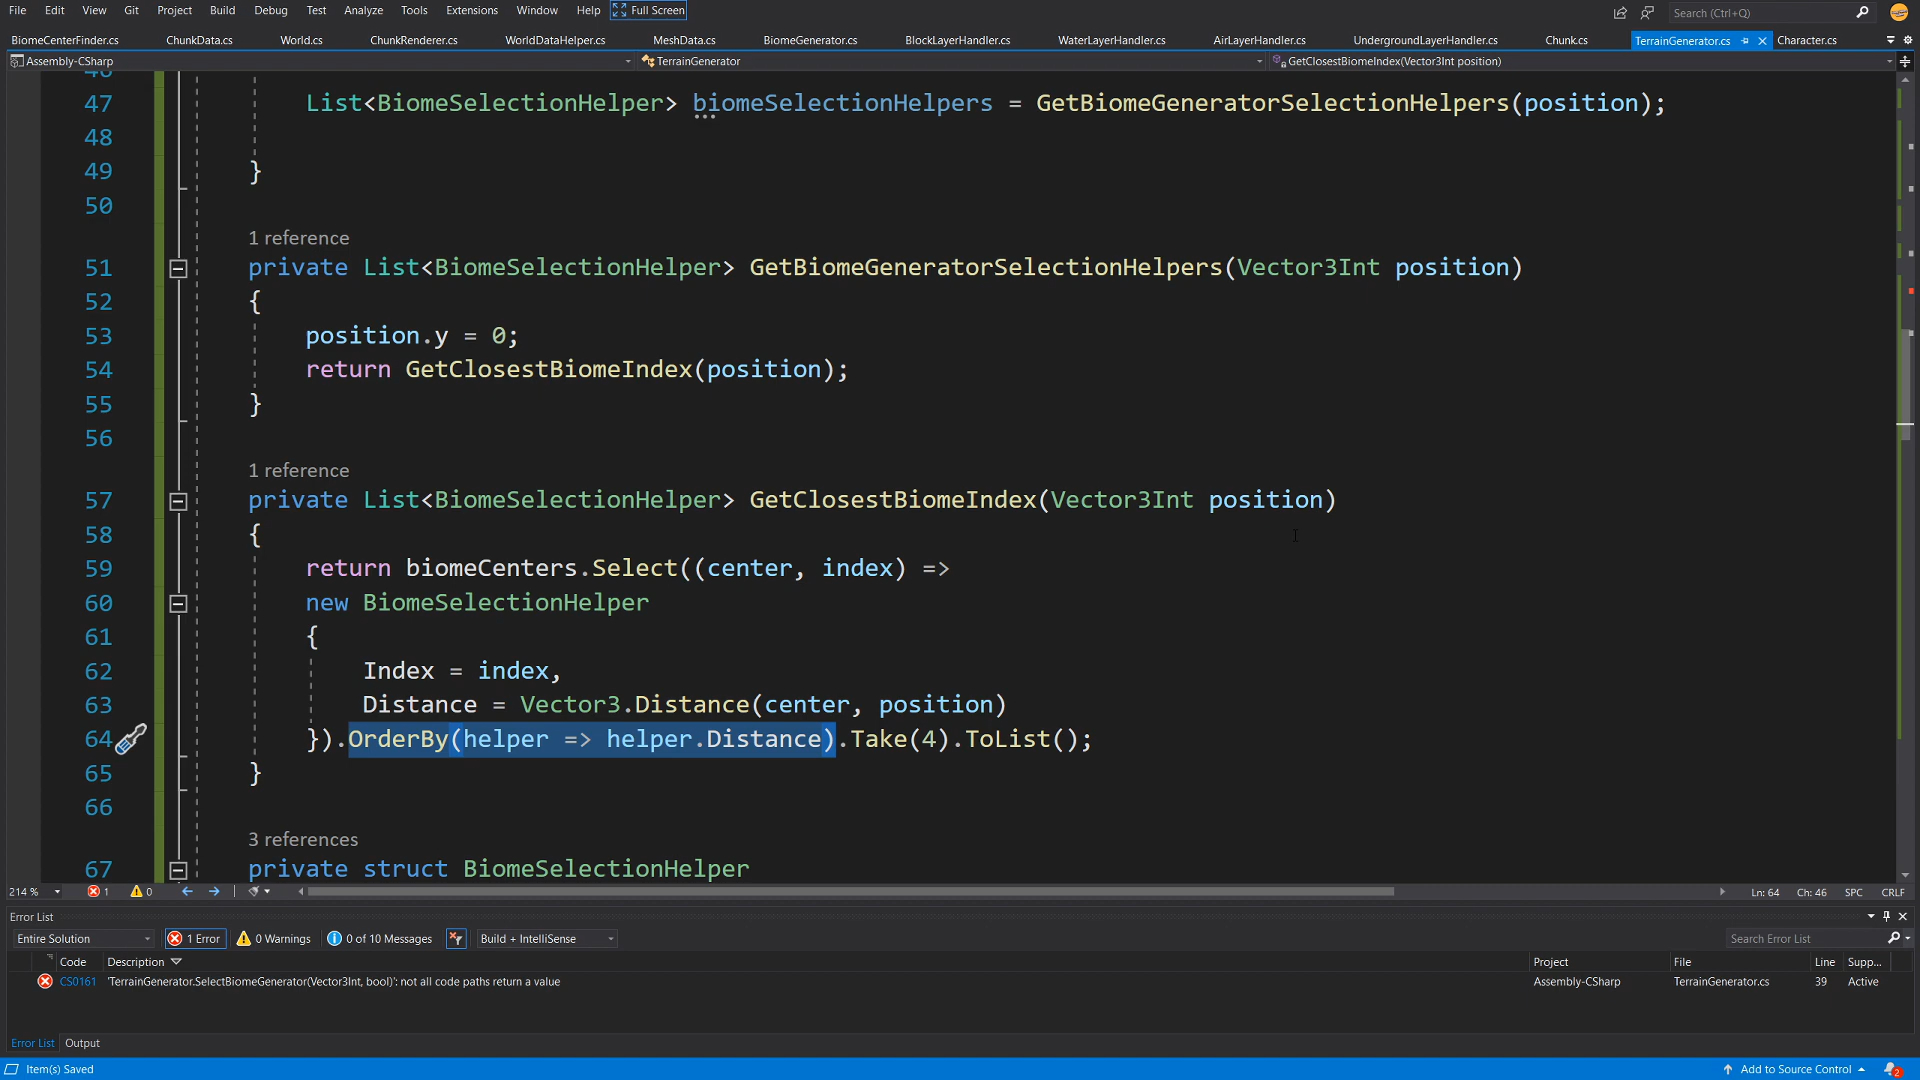 File Edit View Git Project Build Debug Test Analyze Tools Extensions Window Help Full Screen Search (Ctrl+Q)
BiomeCenterFinder.cs ChunkData.cs World.cs ChunkRenderer.cs WorldDataHelper.cs MeshData.cs BiomeGenerator.cs BlockLayerHandler.cs WaterLayerHandler.cs AirLayerHandler.cs UndergroundLayerHandler.cs Chunk.cs TerrainGenerator.cs Character.cs
Assembly-CSharp TerrainGenerator GetClosestBiomeIndex(Vector3Int position)
46
47 List<BiomeSelectionHelper> biomeSelectionHelpers = GetBiomeGeneratorSelectionHelpers(position);
48
49 }
50
1 reference
51 private List<BiomeSelectionHelper> GetBiomeGeneratorSelectionHelpers(Vector3Int position)
52 {
53 position.y = 0;
54 return GetClosestBiomeIndex(position);
55 }
56
1 reference
57 private List<BiomeSelectionHelper> GetClosestBiomeIndex(Vector3Int position)
58 {
59 return biomeCenters.Select((center, index) =>
60 new BiomeSelectionHelper
61 {
62 Index = index,
63 Distance = Vector3.Distance(center, position)
64 }).OrderBy(helper => helper.Distance).Take(4).ToList();
65 }
66
3 references
67 private struct BiomeSelectionHelper
214 % 1 0 Ln: 64 Ch: 46 SPC CRLF
Error List
Entire Solution 1 Error 0 Warnings 0 of 10 Messages Build + IntelliSense Search Error List
Code Description Project File Line Supp...
CS0161 'TerrainGenerator.SelectBiomeGenerator(Vector3Int, bool)': not all code paths return a value Assembly-CSharp TerrainGenerator.cs 39 Active
Error List Output
Item(s) Saved Add to Source Control 2